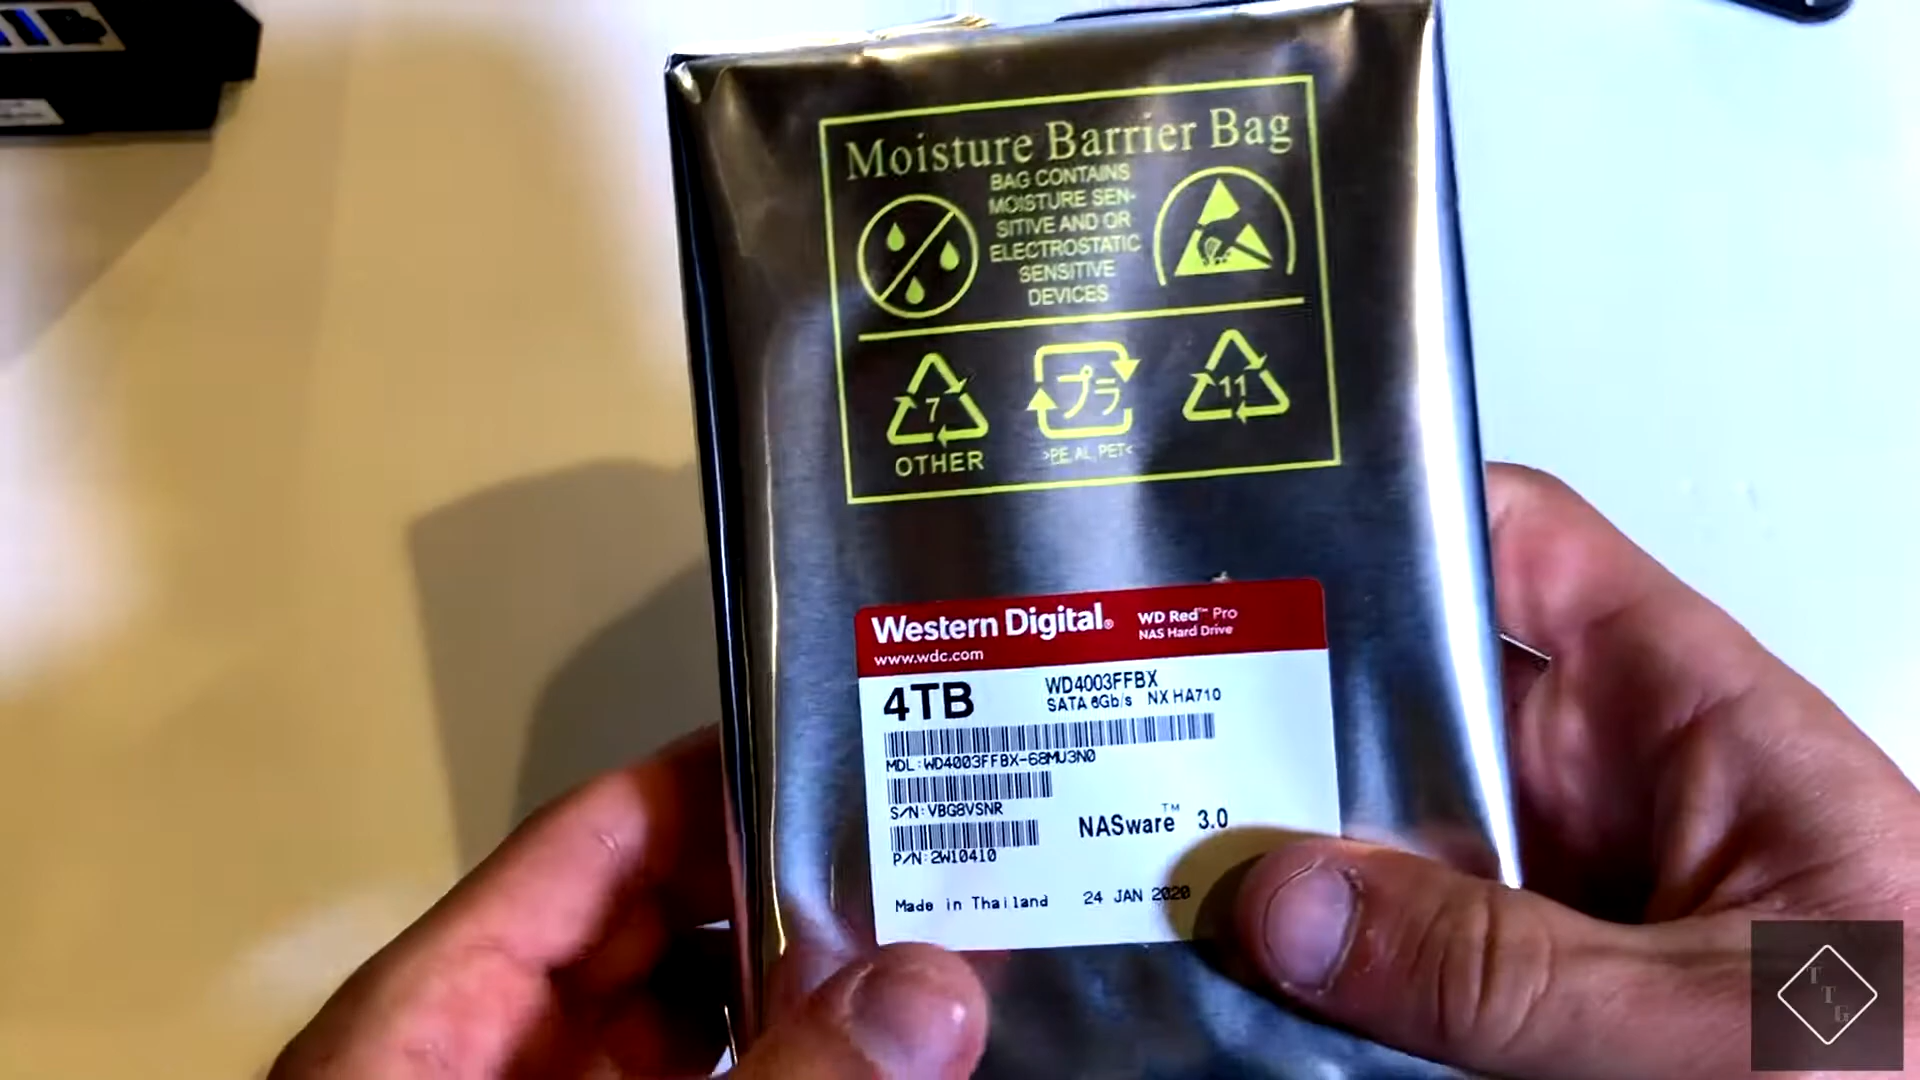 Moisture Barrier Bag
BAG CONTAINS
MOISTURE SEN-
SITIVE AND OR
ELECTROSTATIC
SENSITIVE
DEVICES
7
OTHER
プラ
>PE, AL, PET<
11
Western Digital®
WD Red™ Pro
NAS Hard Drive
www.wdc.com
4TB
WD4003FFBX
SATA 6Gb/s NX HA710
MDL:WD4003FFBX-68MU3N0
S/N:VBG8VSNR
NASware™ 3.0
P/N:2W10410
Made in Thailand 24 JAN 2020
T
T
G